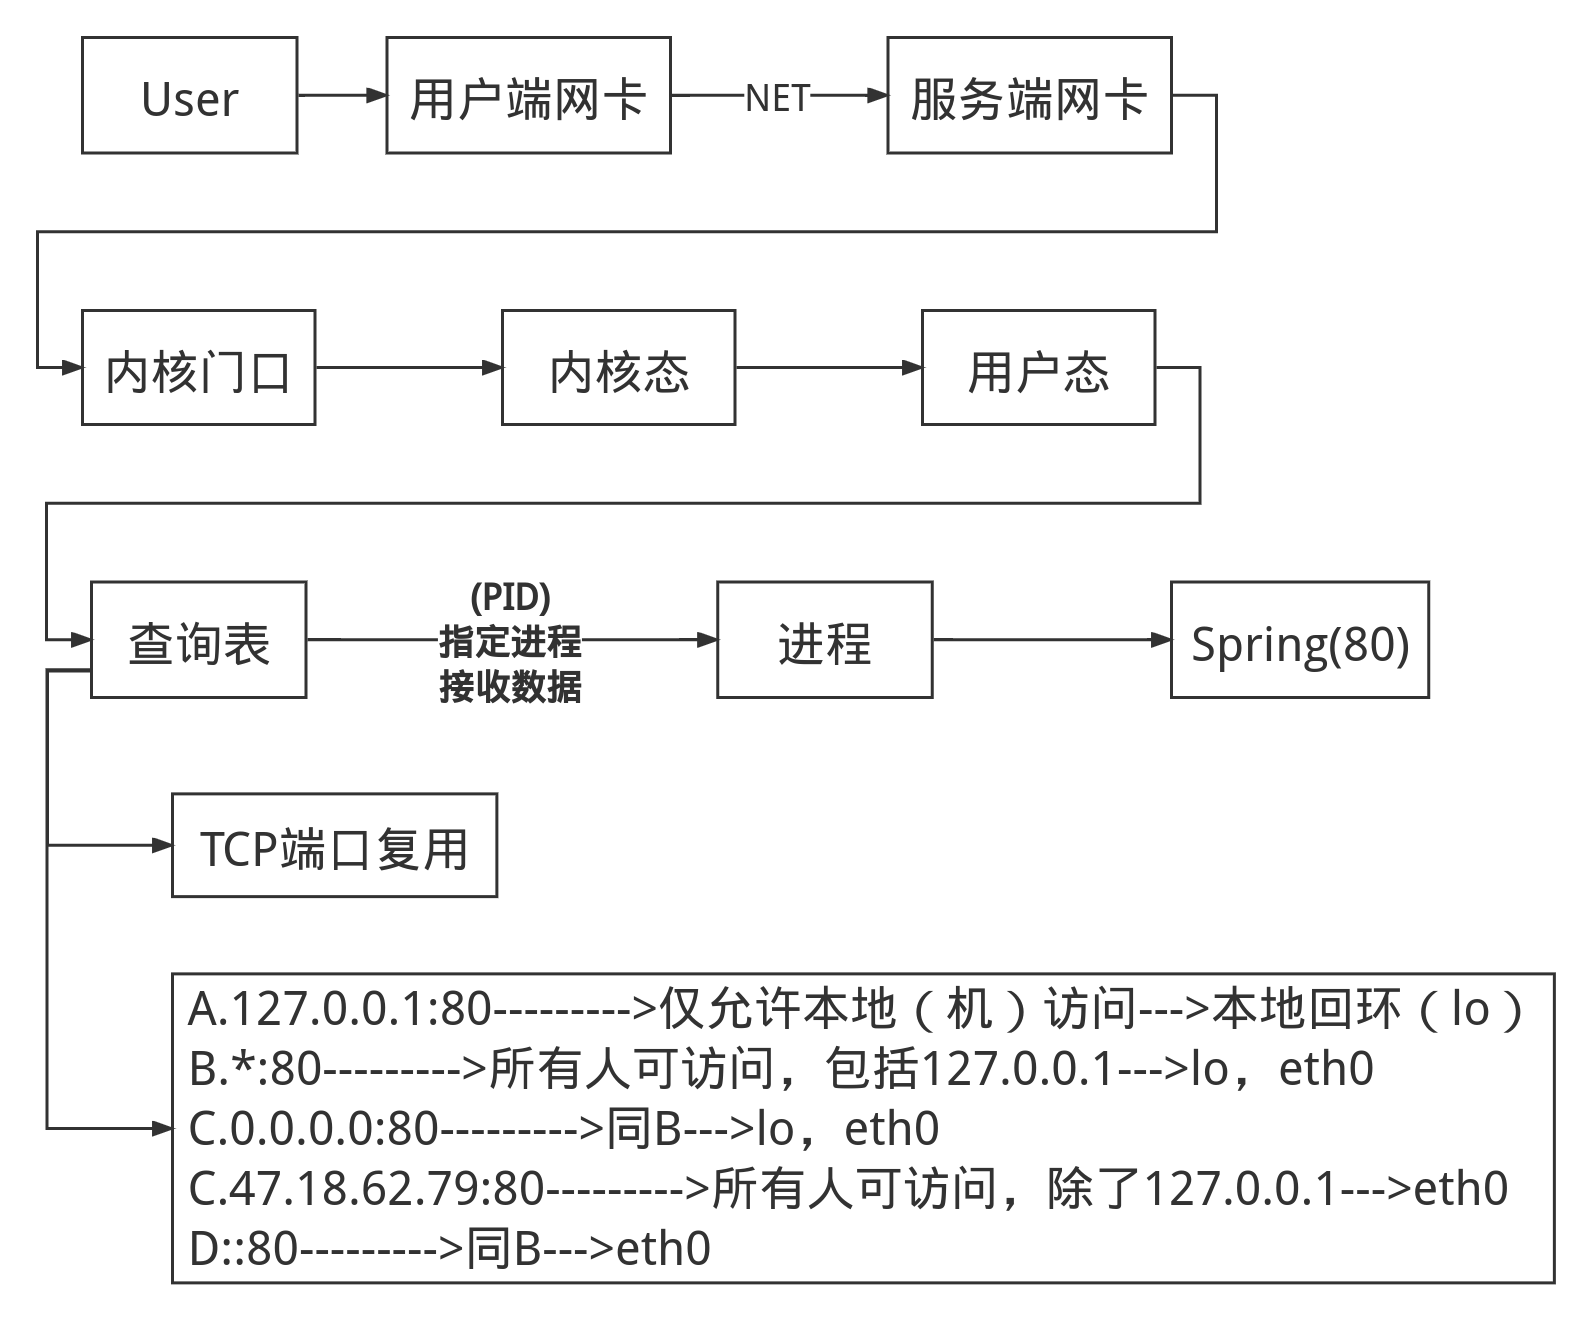 User
用户端网卡
NET
服务端网卡
内核门口
内核态
用户态
查询表
(PID)
指定进程
接收数据
进程
Spring(80)
TCP端口复用
A.127.0.0.1:80--------->仅允许本地（机）访问--->本地回环（lo）
B.*:80--------->所有人可访问，包括127.0.0.1--->lo，eth0
C.0.0.0.0:80--------->同B--->lo，eth0
C.47.18.62.79:80--------->所有人可访问，除了127.0.0.1--->eth0
D::80--------->同B--->eth0